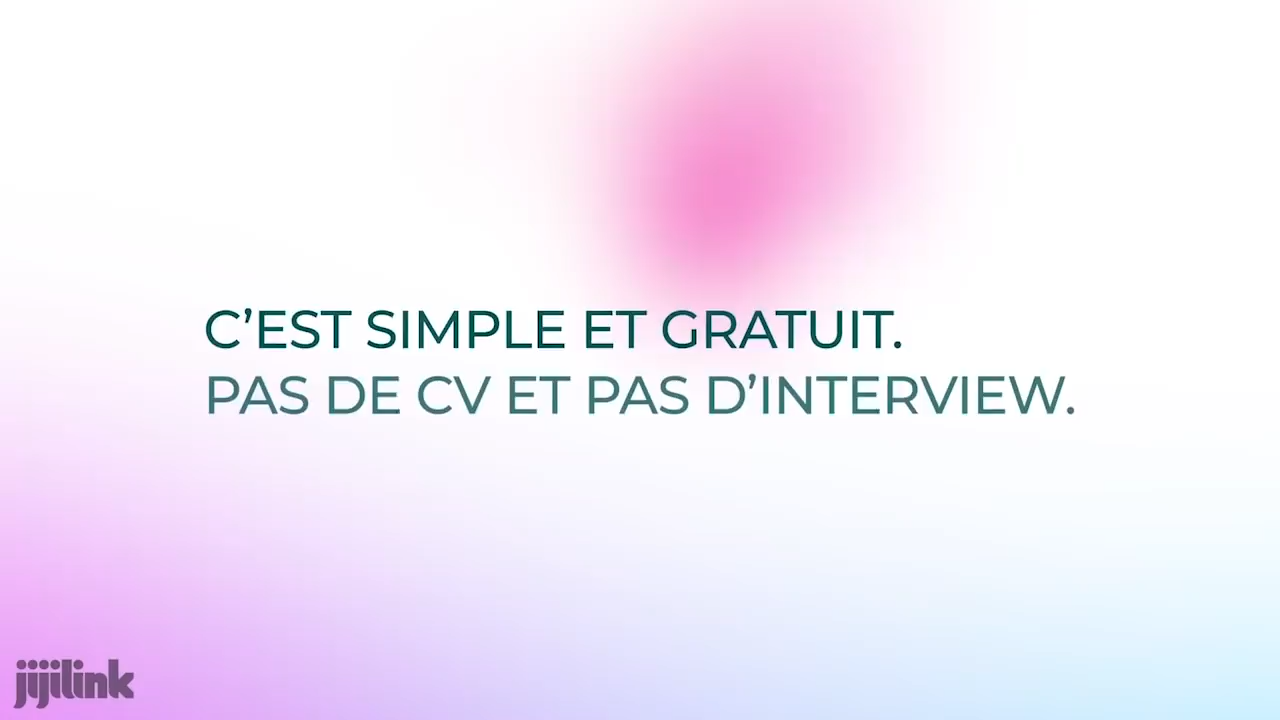 C’EST SIMPLE ET GRATUIT.
PAS DE CV ET PAS D’INTERVIEW.
jijilink